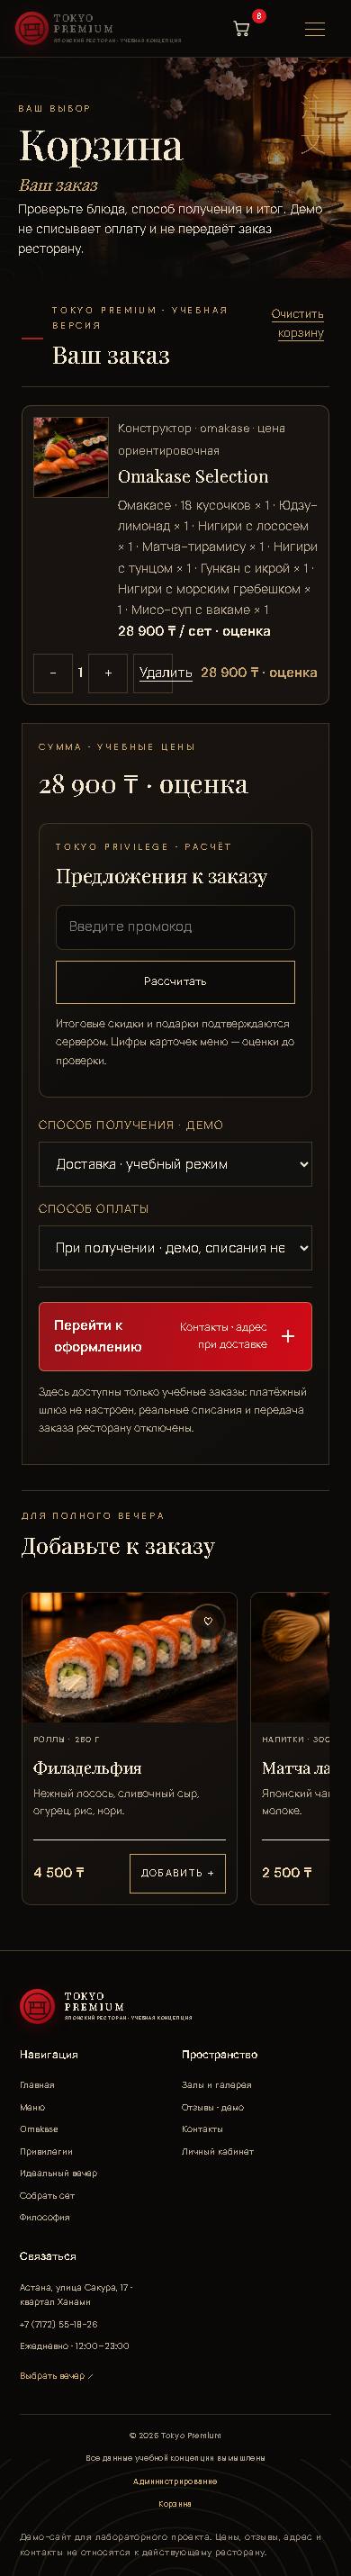 TOKYO
PREMIUM
ЯПОНСКИЙ РЕСТОРАН · УЧЕБНАЯ КОНЦЕПЦИЯ
8
ВАШ ВЫБОР
Корзина
Ваш заказ
Проверьте блюда, способ получения и итог. Демо
не списывает оплату и не передаёт заказ
ресторану.
注
文
TOKYO PREMIUM · УЧЕБНАЯ
ВЕРСИЯ
Ваш заказ
Очистить
корзину
Конструктор · omakase · цена
ориентировочная
Omakase Selection
Омакасе · 18 кусочков × 1 · Юдзу-
лимонад × 1 · Нигири с лососем
× 1 · Матча-тирамису × 1 · Нигири
с тунцом × 1 · Гункан с икрой × 1 ·
Нигири с морским гребешком ×
1 · Мисо-суп с вакаме × 1
28 900 ₸ / сет · оценка
− 1 + Удалить 28 900 ₸ · оценка
СУММА · УЧЕБНЫЕ ЦЕНЫ
28 900 ₸ · оценка
TOKYO PRIVILEGE · РАСЧЁТ
Предложения к заказу
Введите промокод
Рассчитать
Итоговые скидки и подарки подтверждаются
сервером. Цифры карточек меню — оценки до
проверки.
СПОСОБ ПОЛУЧЕНИЯ · ДЕМО
Доставка · учебный режим
СПОСОБ ОПЛАТЫ
При получении · демо, списания не
Перейти к
оформлению
Контакты · адрес
при доставке
+
Здесь доступны только учебные заказы: платёжный
шлюз не настроен, реальные списания и передача
заказа ресторану отключены.
ДЛЯ ПОЛНОГО ВЕЧЕРА
Добавьте к заказу
РОЛЛЫ · 280 Г
Филадельфия
Нежный лосось, сливочный сыр,
огурец, рис, нори.
4 500 ₸
ДОБАВИТЬ +
НАПИТКИ · 300
Матча ла
Японский чай
молоке.
2 500 ₸
TOKYO
PREMIUM
ЯПОНСКИЙ РЕСТОРАН · УЧЕБНАЯ КОНЦЕПЦИЯ
Навигация
Главная
Меню
Омакасе
Привилегии
Идеальный вечер
Собрать сет
Философия
Пространство
Залы и галерея
Отзывы · демо
Контакты
Личный кабинет
Связаться
Астана, улица Сакура, 17 ·
квартал Ханами
+7 (7172) 55-18-26
Ежедневно · 12:00–23:00
Выбрать вечер ↗
© 2026 Tokyo Premium
Все данные учебной концепции вымышлены
Администрирование
Корзина
Демо-сайт для лабораторного проекта. Цены, отзывы, адрес и
контакты не относятся к действующему ресторану.